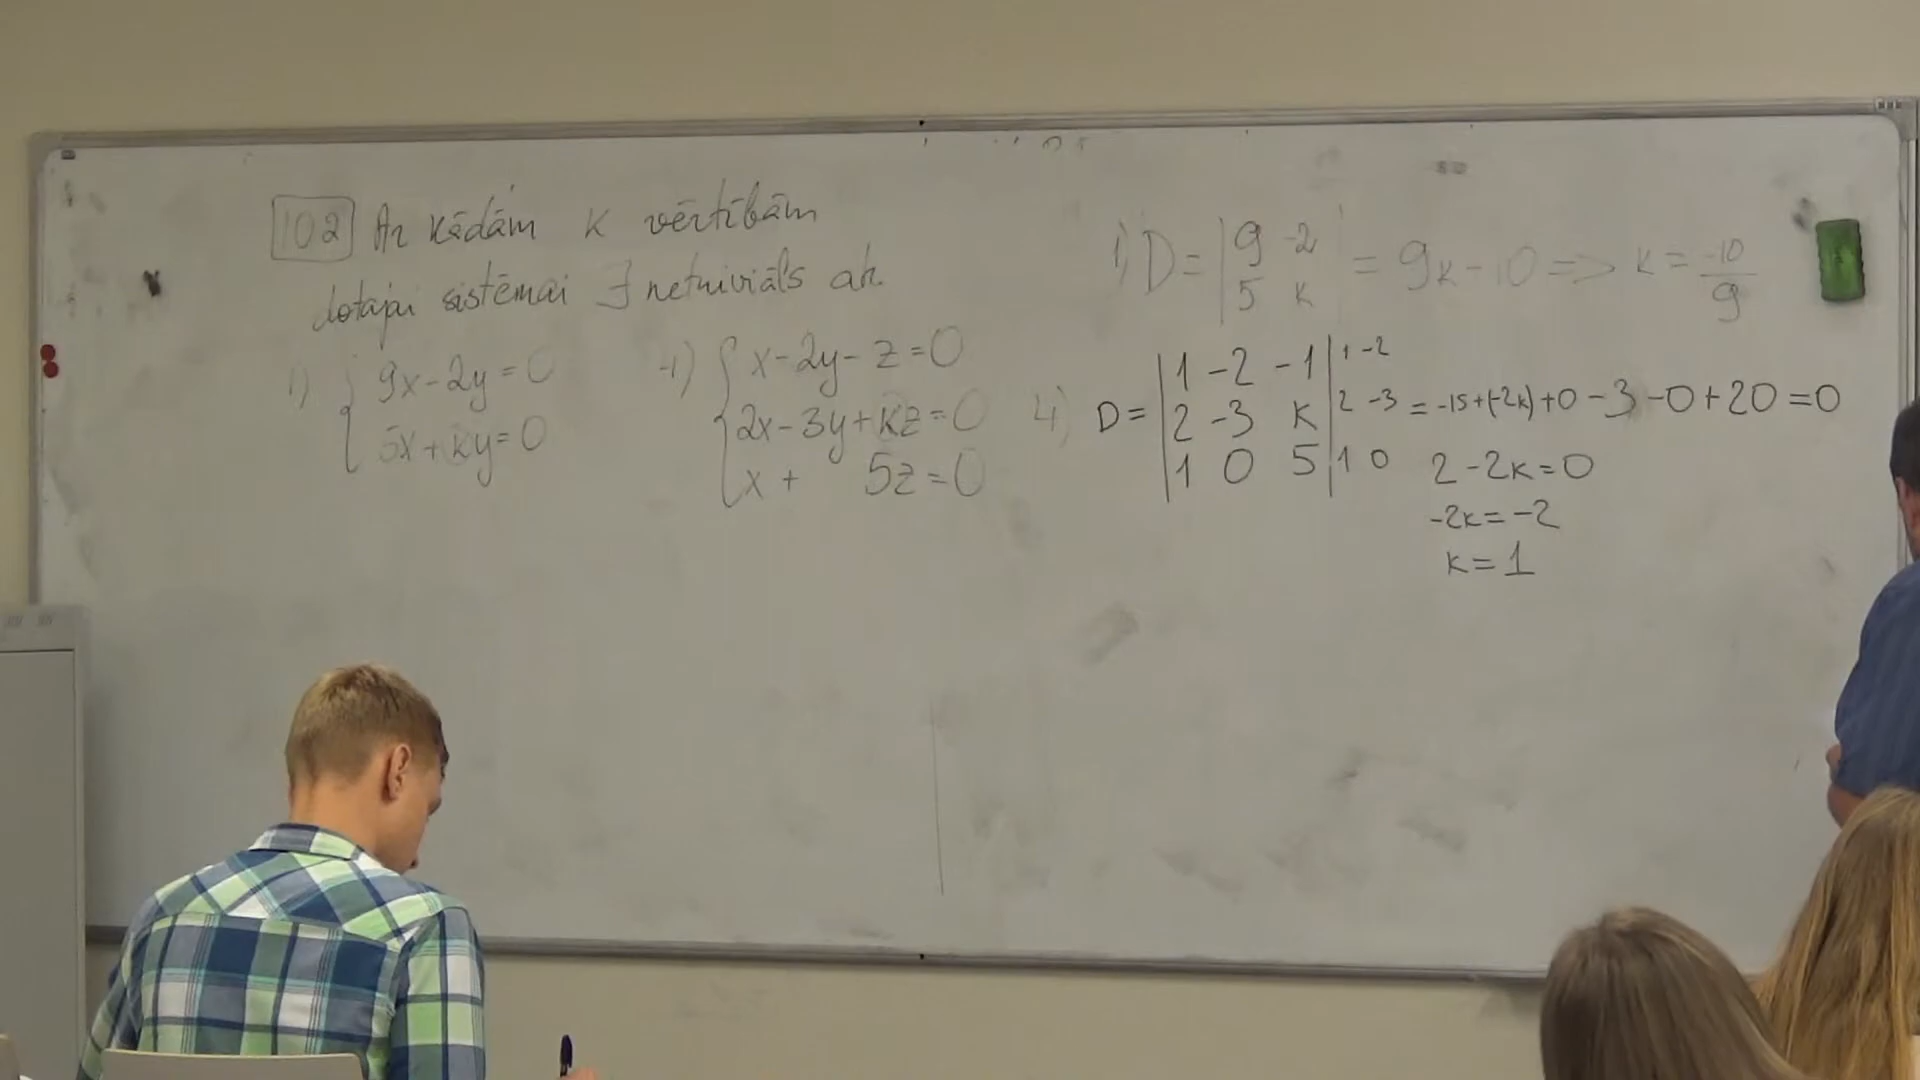 102 Ar kādām k vērtībām
dotajai sistēmai ∃ netriviāls atr.
1) { 9x-2y=0
5x+ky=0
4) { x-2y-z=0
2x-3y+kz=0
x+ 5z=0
1) D= | 9 -2 | = 9k-10 => k = -10/9
5 k
4) D= | 1 -2 -1 | 1 -2
2 -3 k | 2 -3 = -15+(-2k)+0-3-0+20=0
1 0 5 | 1 0
2-2k=0
-2k=-2
k=1